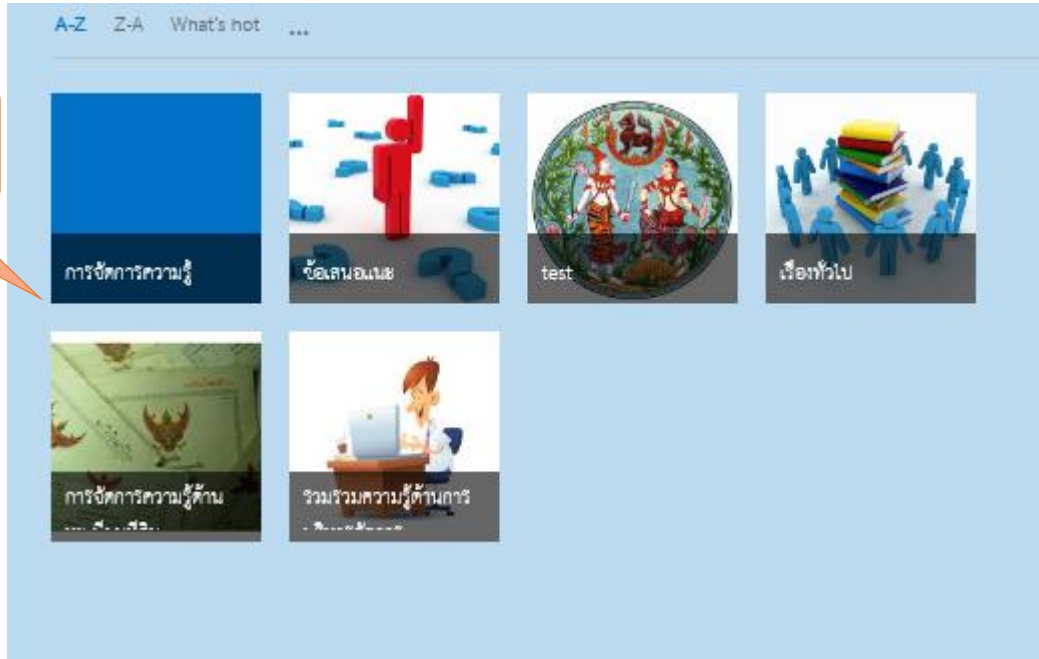 A-Z Z-A What's hot ...
การจัดการความรู้
ข้อเสนอแนะ
test
เรื่องทั่วไป
การจัดการความรู้ด้าน
รวมรวมความรู้ด้านการ